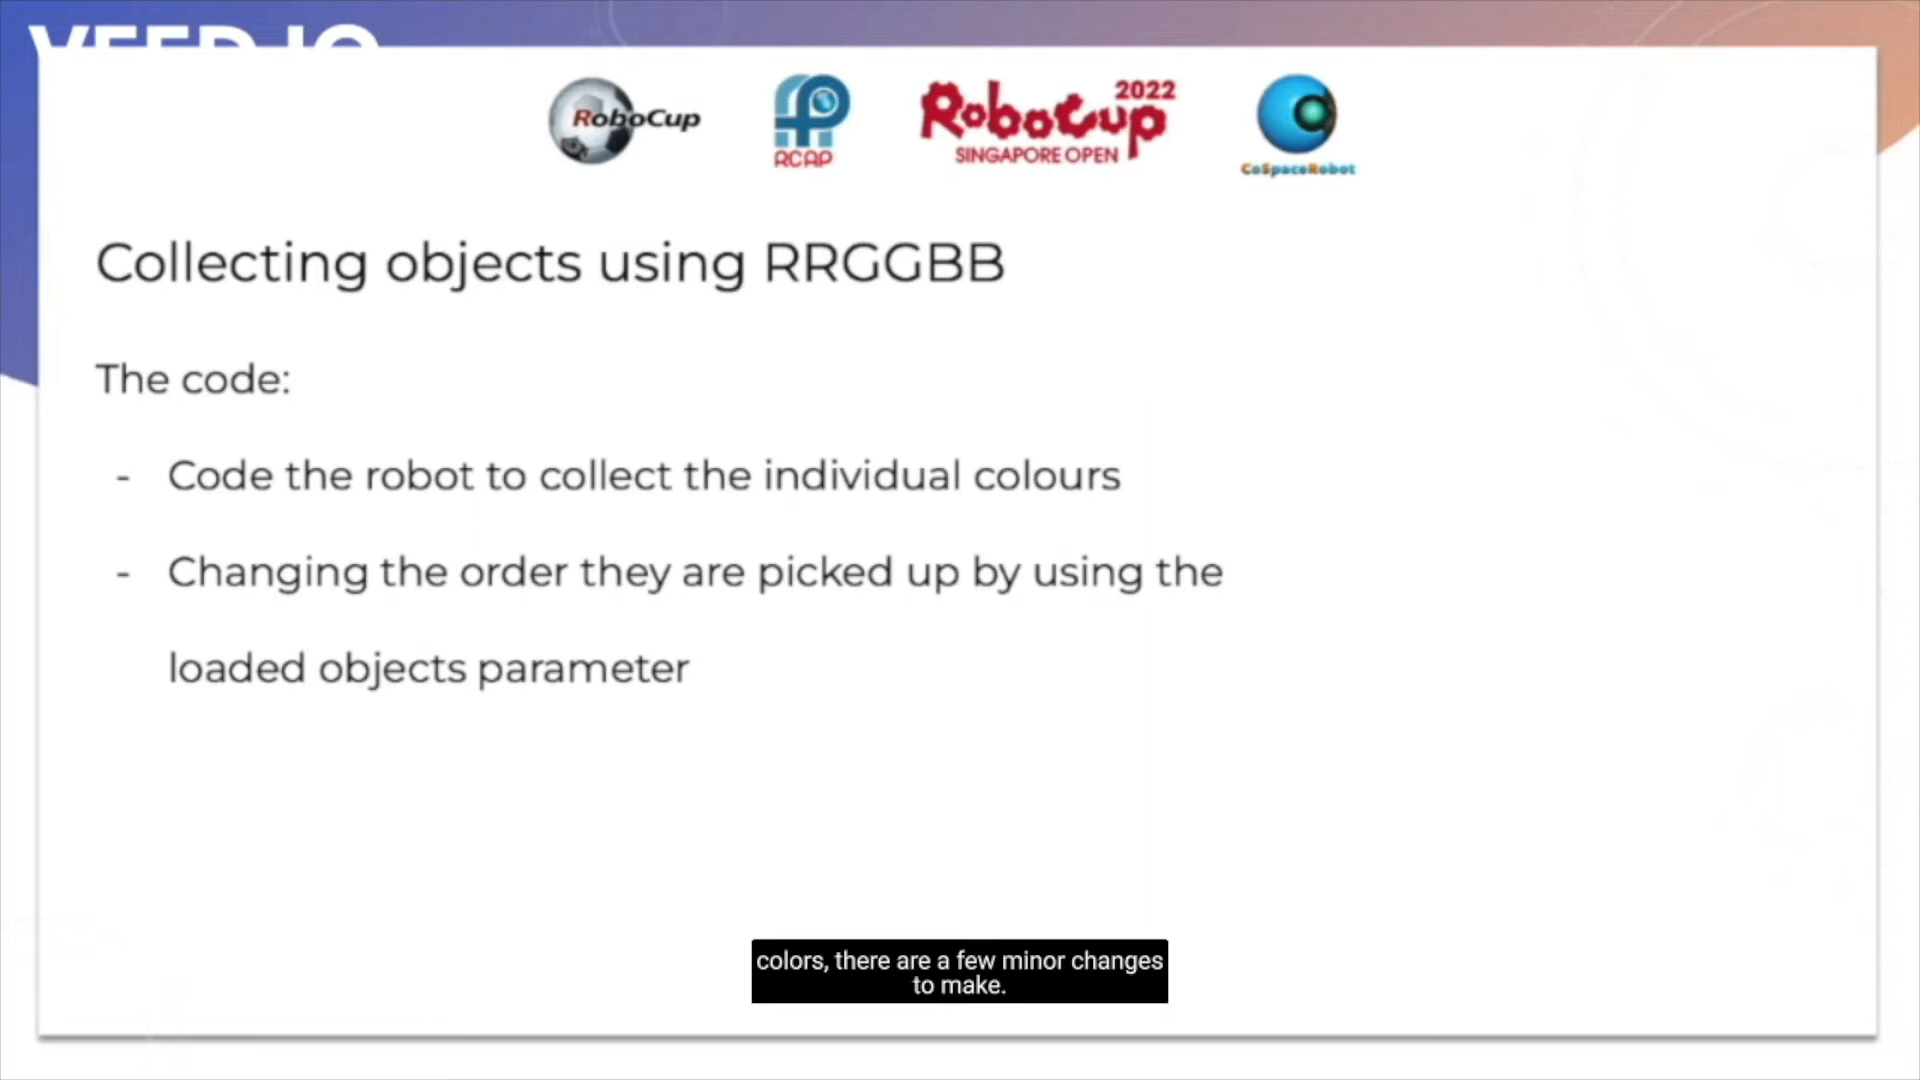 VEED.IO
RoboCup
RCAP
RoboCup 2022
SINGAPORE OPEN
CoSpaceRobot
Collecting objects using RRGGBB
The code:
- Code the robot to collect the individual colours
- Changing the order they are picked up by using the
loaded objects parameter
colors, there are a few minor changes
to make.